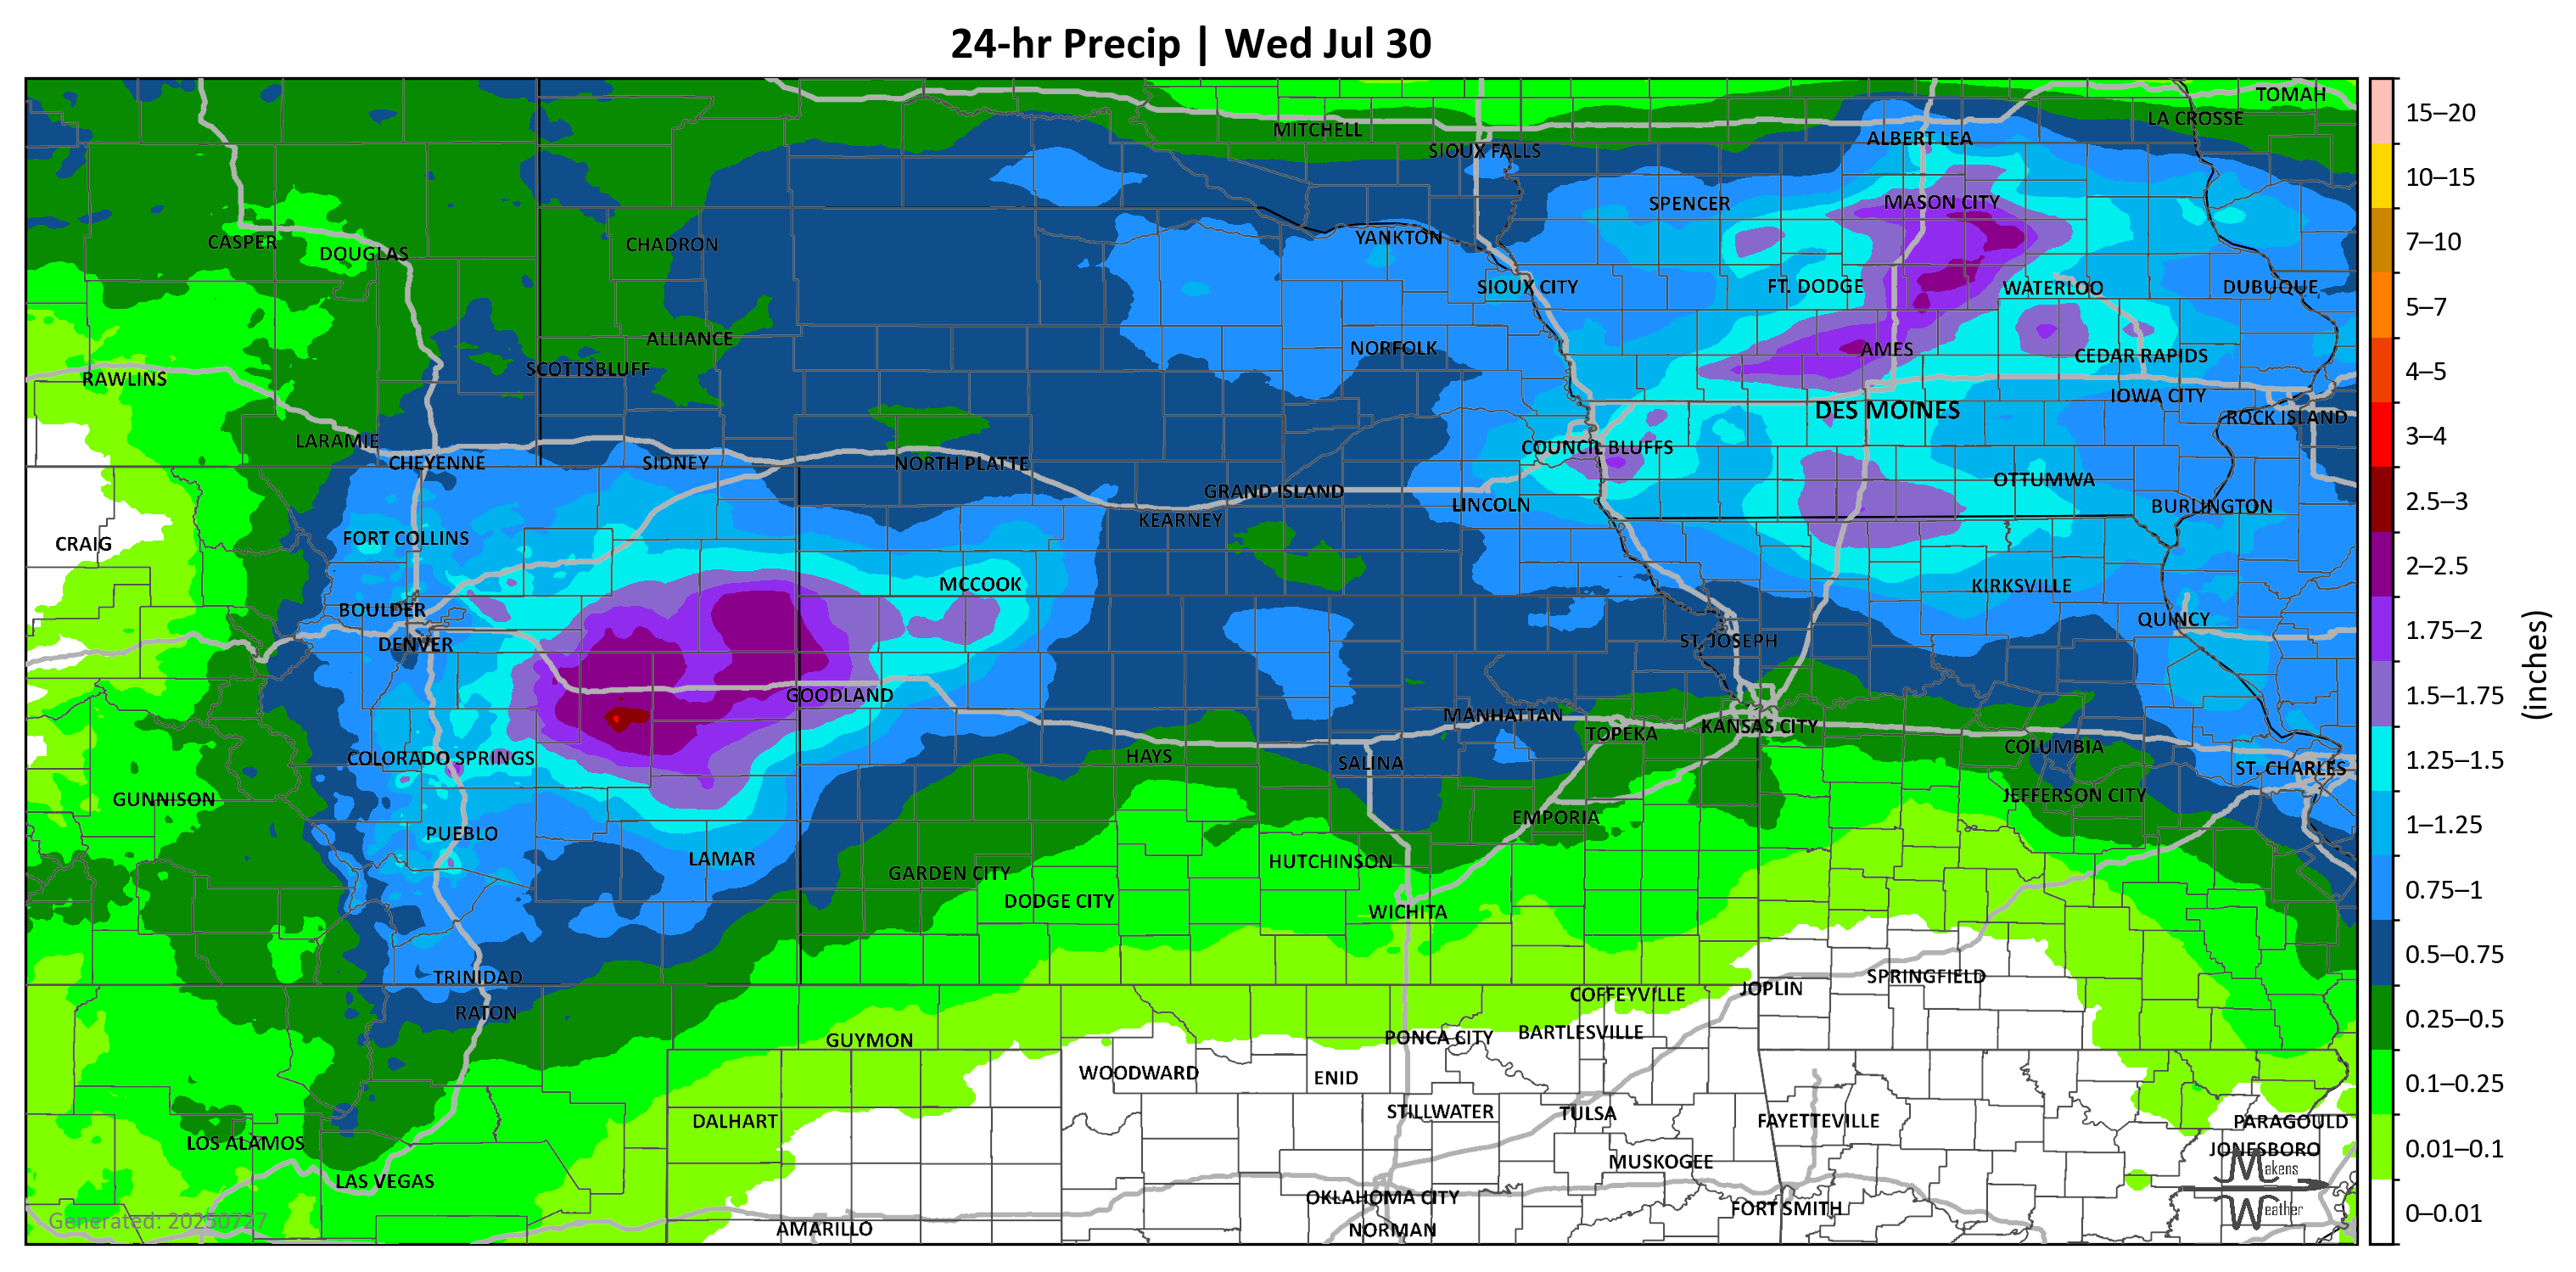 24-hr Precip | Wed Jul 30
TOMAH
LA CROSSE
MITCHELL
ALBERT LEA
SIOUX FALLS
MASON CITY
SPENCER
YANKTON
CASPER
CHADRON
DOUGLAS
SIOUX CITY
FT. DODGE
WATERLOO
DUBUQUE
ALLIANCE
NORFOLK
AMES
CEDAR RAPIDS
SCOTTSBLUFF
RAWLINS
IOWA CITY
DES MOINES
ROCK ISLAND
LARAMIE
COUNCIL BLUFFS
CHEYENNE
SIDNEY
NORTH PLATTE
OTTUMWA
GRAND ISLAND
LINCOLN
BURLINGTON
KEARNEY
FORT COLLINS
CRAIG
MCCOOK
KIRKSVILLE
BOULDER
QUINCY
DENVER
ST. JOSEPH
GOODLAND
MANHATTAN
KANSAS CITY
TOPEKA
COLUMBIA
HAYS
COLORADO SPRINGS
SALINA
ST. CHARLES
GUNNISON
JEFFERSON CITY
EMPORIA
PUEBLO
LAMAR
HUTCHINSON
GARDEN CITY
DODGE CITY
WICHITA
TRINIDAD
SPRINGFIELD
JOPLIN
COFFEYVILLE
RATON
BARTLESVILLE
GUYMON
PONCA CITY
WOODWARD
ENID
STILLWATER
TULSA
DALHART
FAYETTEVILLE
PARAGOULD
LOS ALAMOS
JONESBORO
MUSKOGEE
LAS VEGAS
OKLAHOMA CITY
FORT SMITH
AMARILLO
NORMAN
Generated: 20250727
Makens
Weather
15–20
10–15
7–10
5–7
4–5
3–4
2.5–3
2–2.5
1.75–2
1.5–1.75
1.25–1.5
1–1.25
0.75–1
0.5–0.75
0.25–0.5
0.1–0.25
0.01–0.1
0–0.01
(inches)